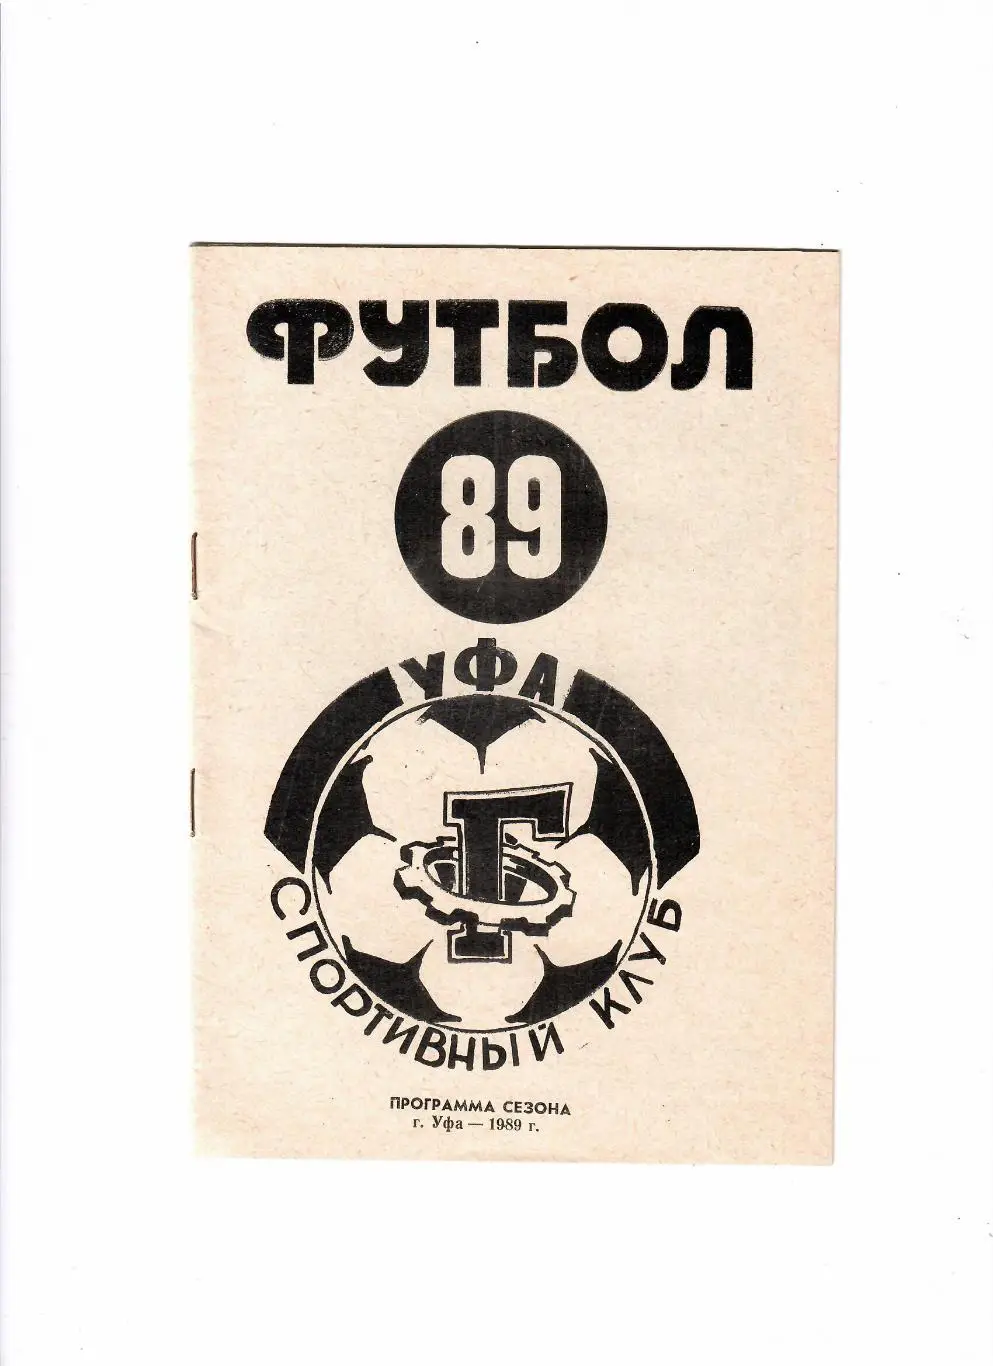 ФУТБОЛ
89
УФА
Г
СПОРТИВНЫЙ КЛУБ
ПРОГРАММА СЕЗОНА
г. Уфа — 1989 г.